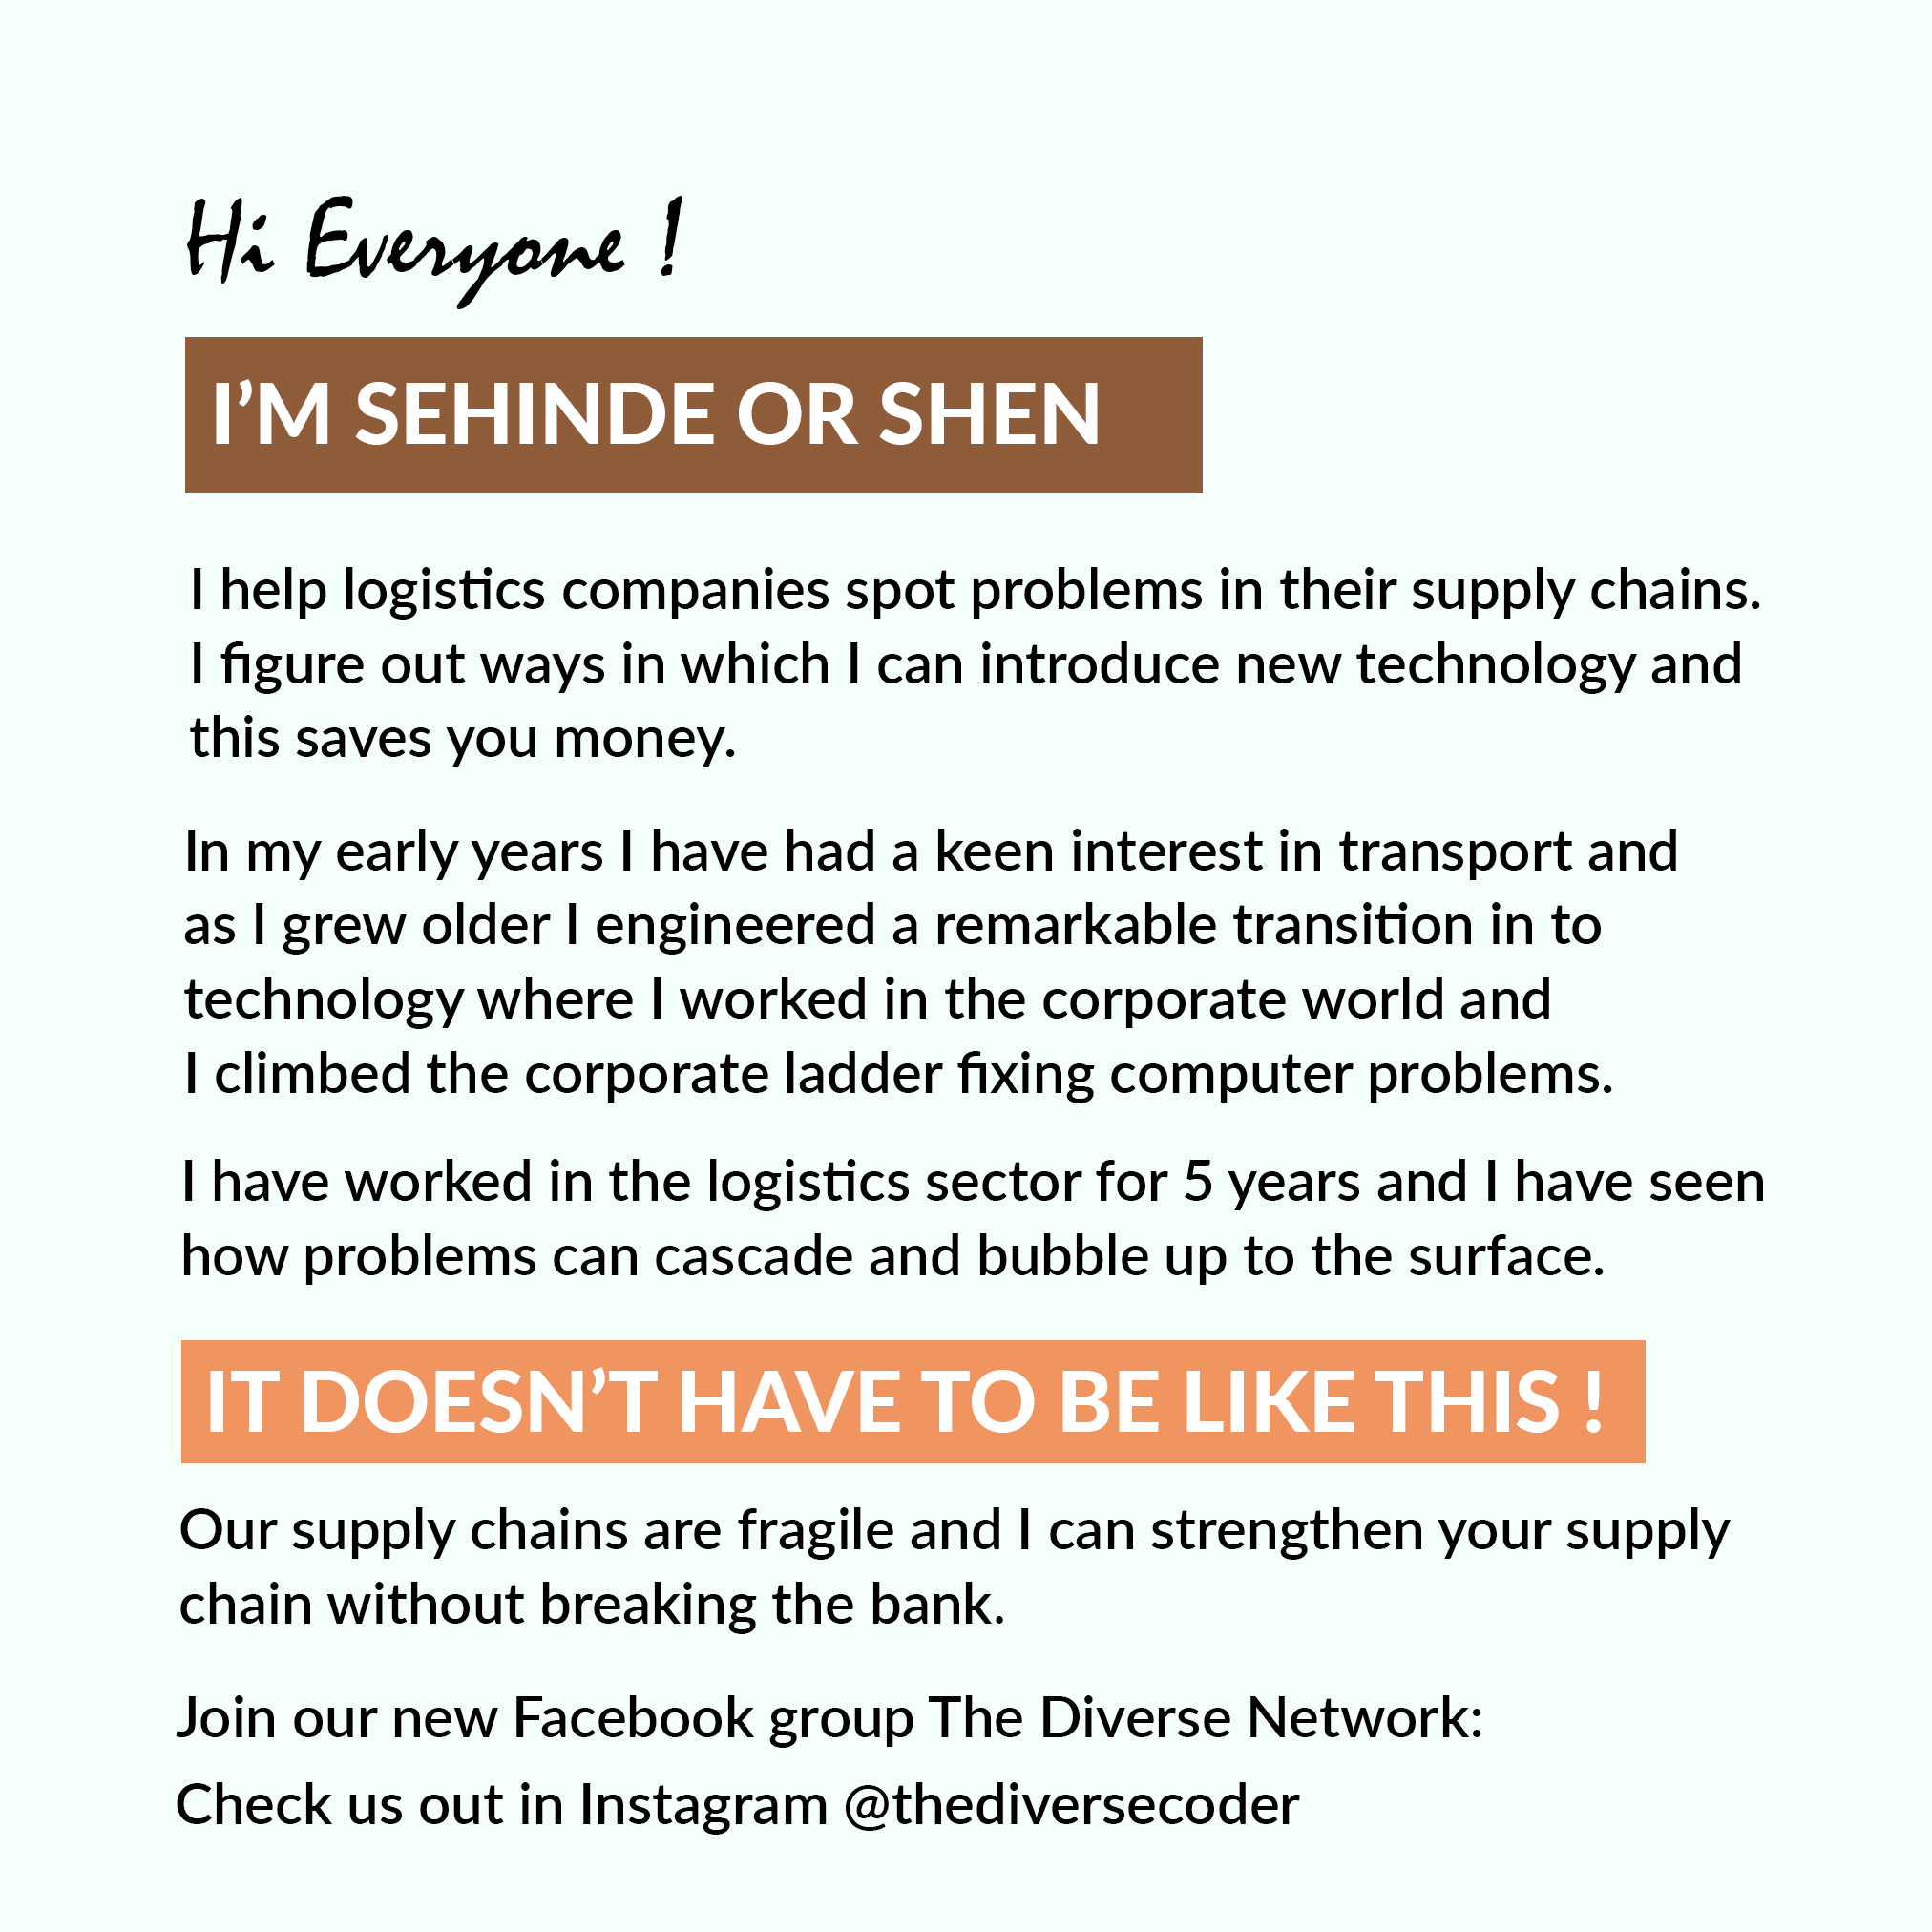 Hi Everyone !
I’M SEHINDE OR SHEN
I help logistics companies spot problems in their supply chains.
I figure out ways in which I can introduce new technology and
this saves you money.
In my early years I have had a keen interest in transport and
as I grew older I engineered a remarkable transition in to
technology where I worked in the corporate world and
I climbed the corporate ladder fixing computer problems.
I have worked in the logistics sector for 5 years and I have seen
how problems can cascade and bubble up to the surface.
IT DOESN’T HAVE TO BE LIKE THIS !
Our supply chains are fragile and I can strengthen your supply
chain without breaking the bank.
Join our new Facebook group The Diverse Network:
Check us out in Instagram @thediversecoder